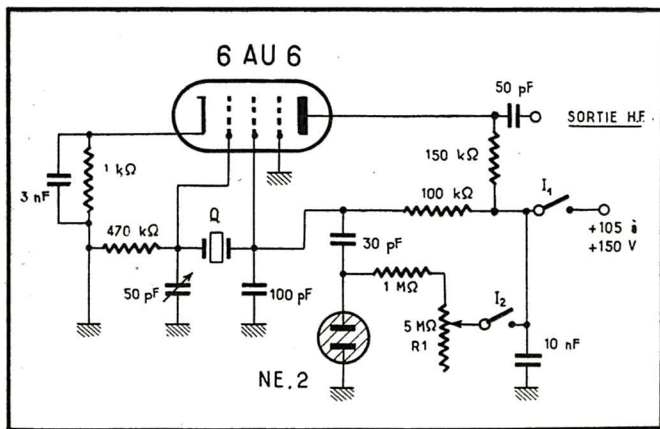 6 AU 6
50 pF
SORTIE H.F.
150 kΩ
1 kΩ
3 nF
100 kΩ
I1
+105 à
+150 V
470 kΩ
Q
30 pF
1 MΩ
50 pF
100 pF
I2
5 MΩ
R1
10 nF
NE.2